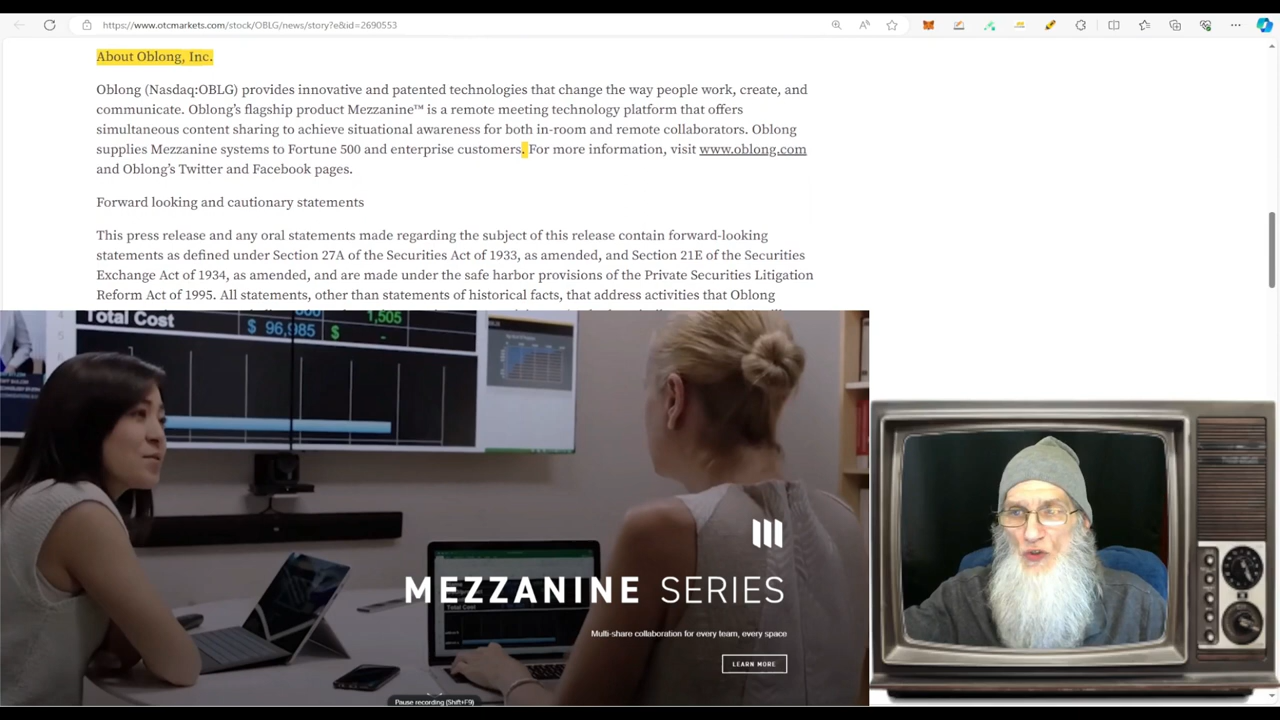 https://www.otcmarkets.com/stock/OBLG/news/story?e&id=2690553
About Oblong, Inc.
Oblong (Nasdaq:OBLG) provides innovative and patented technologies that change the way people work, create, and
communicate. Oblong's flagship product Mezzanine™ is a remote meeting technology platform that offers
simultaneous content sharing to achieve situational awareness for both in-room and remote collaborators. Oblong
supplies Mezzanine systems to Fortune 500 and enterprise customers. For more information, visit www.oblong.com
and Oblong's Twitter and Facebook pages.
Forward looking and cautionary statements
This press release and any oral statements made regarding the subject of this release contain forward-looking
statements as defined under Section 27A of the Securities Act of 1933, as amended, and Section 21E of the Securities
Exchange Act of 1934, as amended, and are made under the safe harbor provisions of the Private Securities Litigation
Reform Act of 1995. All statements, other than statements of historical facts, that address activities that Oblong
Total Cost
$ 96,985 $
1,505
MEZZANINE SERIES
Multi-share collaboration for every team, every space
LEARN MORE
Pause recording (Shift+F9)